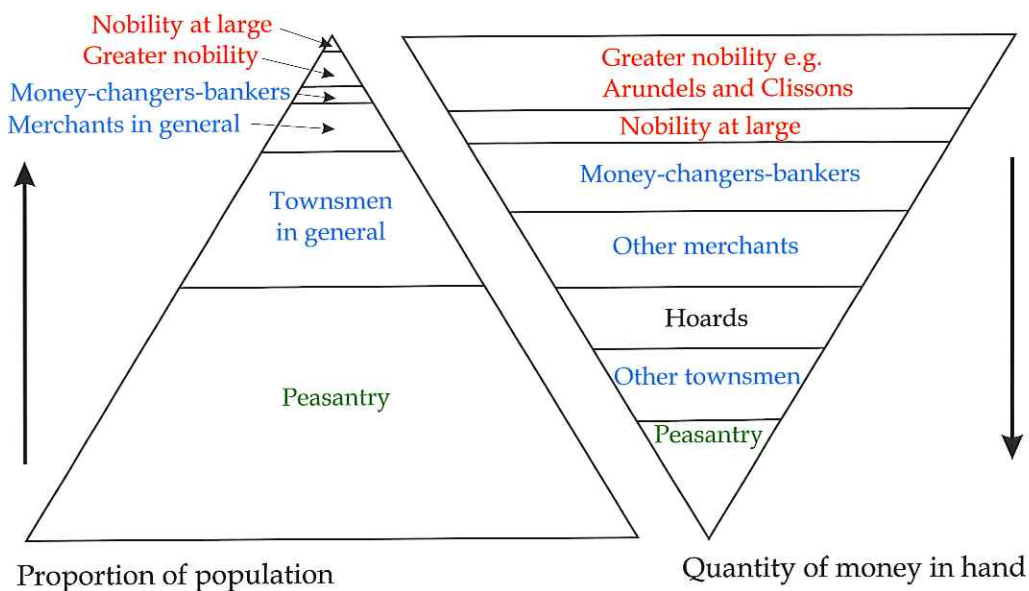 Nobility at large
Greater nobility
Money-changers-bankers
Merchants in general
Townsmen
in general
Peasantry
Proportion of population
Greater nobility e.g.
Arundels and Clissons
Nobility at large
Money-changers-bankers
Other merchants
Hoards
Other townsmen
Peasantry
Quantity of money in hand